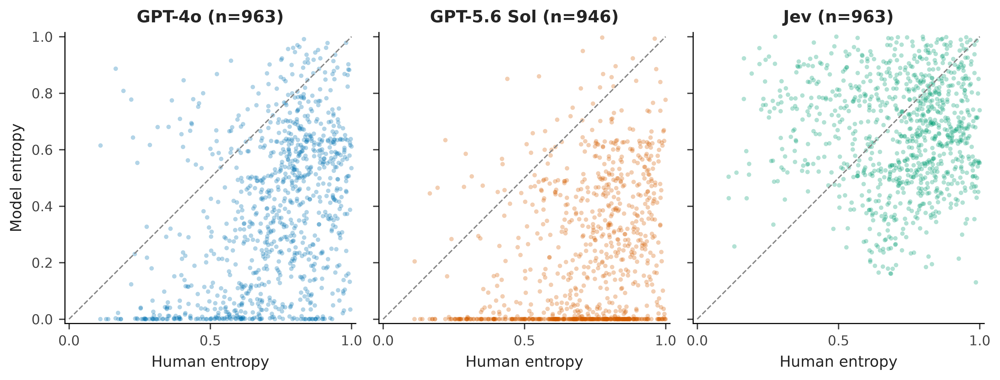 GPT-4o (n=963)
GPT-5.6 Sol (n=946)
Jev (n=963)
Model entropy
1.0
0.8
0.6
0.4
0.2
0.0
0.0 0.5 1.0
0.0 0.5 1.0
0.0 0.5 1.0
Human entropy
Human entropy
Human entropy